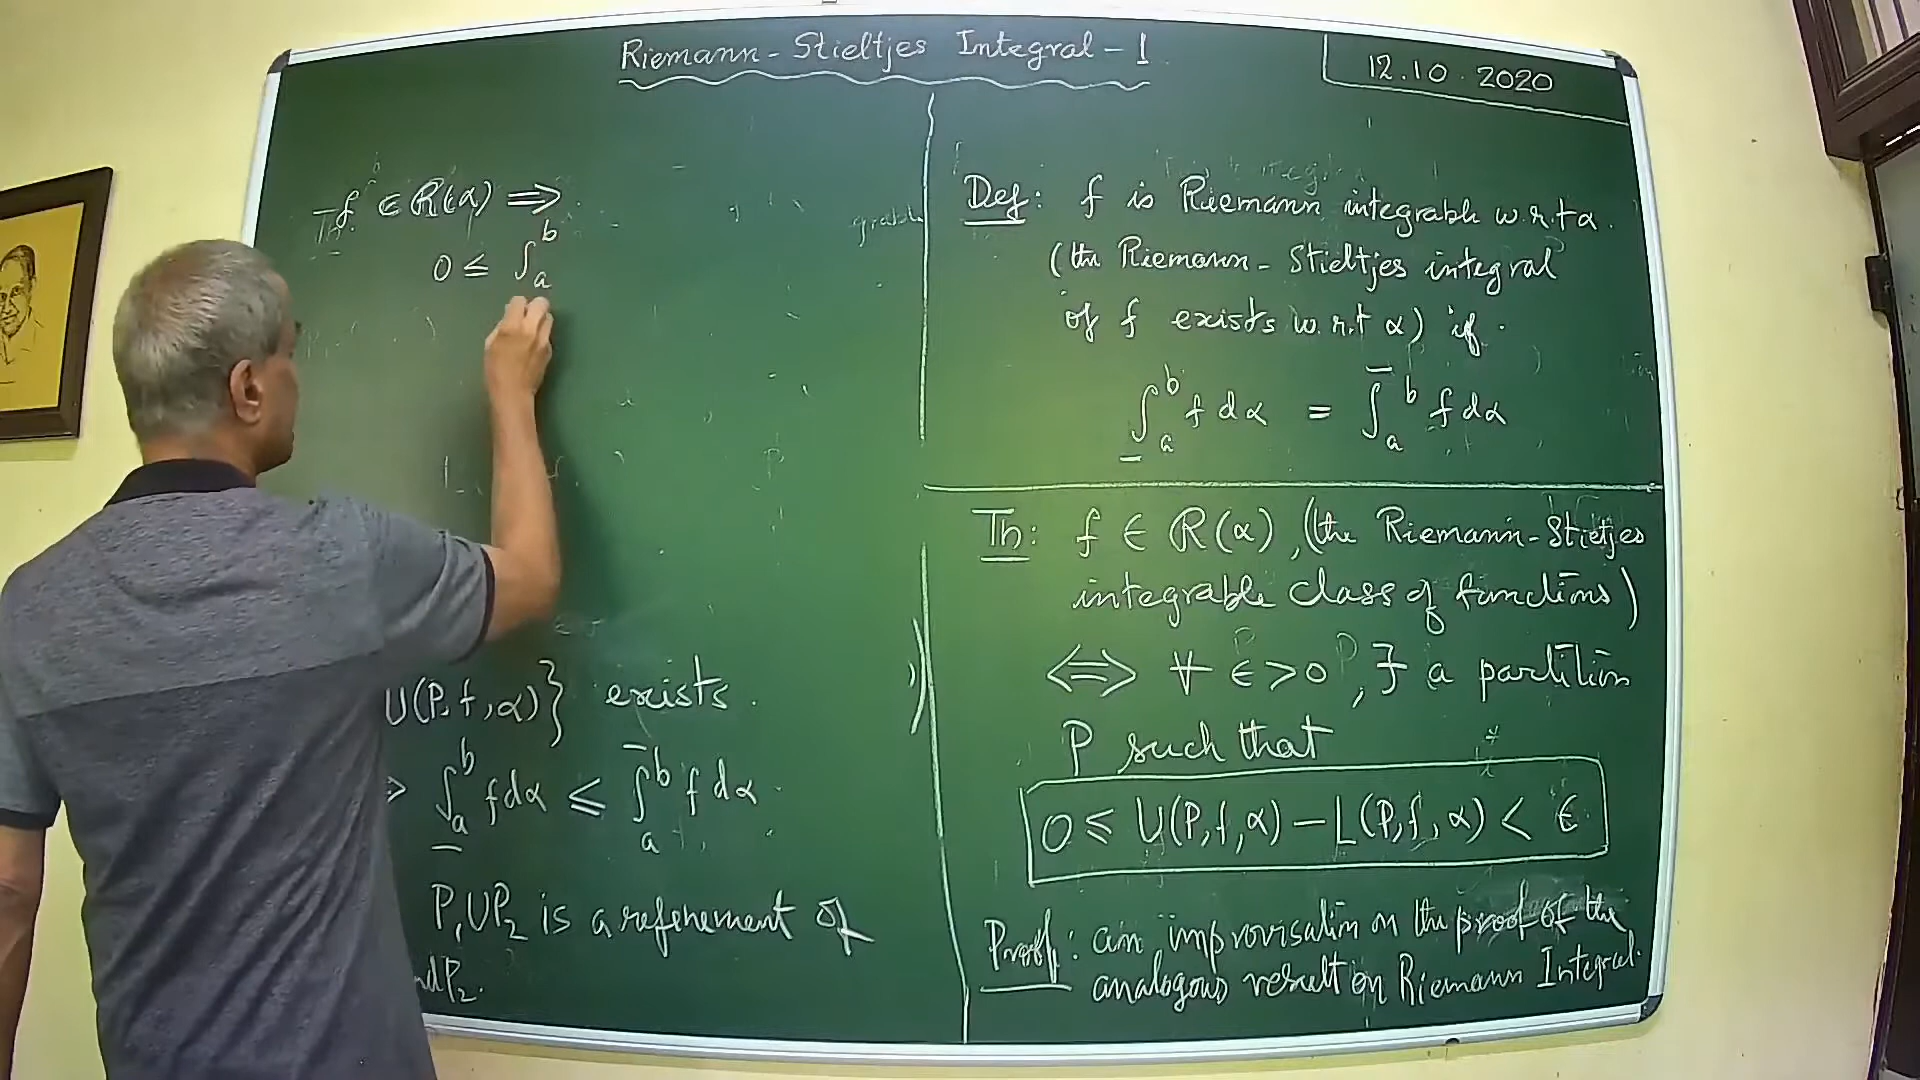 Riemann-Stieltjes Integral-1
12.10.2020
f ∈ R(α) ⇒
0 ≤ ∫_a^b
U(P,f,α)} exists.
∫_a^b fdα ≤ ∫_a^b f dα
P₁UP₂ is a refinement of
P₂.
Def: f is Riemann integrable w.r.t α.
(the Riemann-Stieltjes integral
of f exists w.r.t α) if
∫_a^b f dα = ∫_a^b f dα
Th: f ∈ R(α), (the Riemann-Stieltjes
integrable class of functions)
⇔ ∀ ϵ>0, ∃ a partition
P such that
0 ≤ U(P,f,α) - L(P,f,α) < ϵ
Proof: an improvisation on the proof of the
analogous result on Riemann Integral.